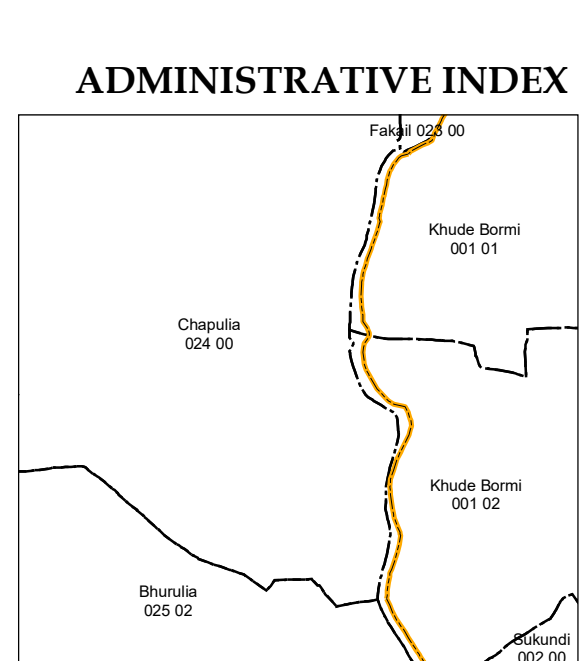 ADMINISTRATIVE INDEX
Fakail 023 00
Khude Bormi
001 01
Chapulia
024 00
Khude Bormi
001 02
Bhurulia
025 02
Sukundi
002 00